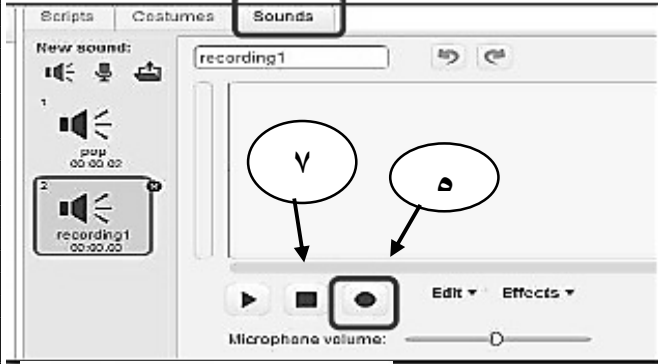 Scripts Costumes Sounds
New sound:
recording1
1
pop
00:00.02
2
recording1
00:00.00
٧
٥
Edit ▾ Effects ▾
Microphone volume: